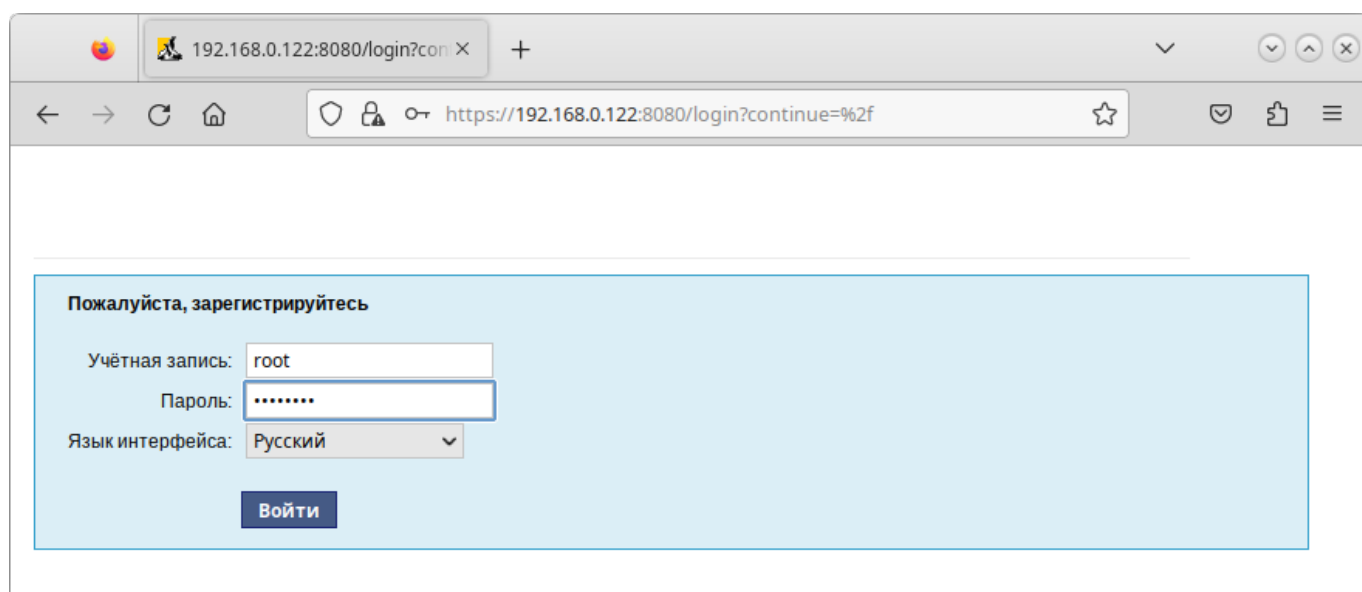 192.168.0.122:8080/login?con
https://192.168.0.122:8080/login?continue=%2f
Пожалуйста, зарегистрируйтесь
Учётная запись: root
Пароль: ••••••••
Язык интерфейса: Русский
Войти